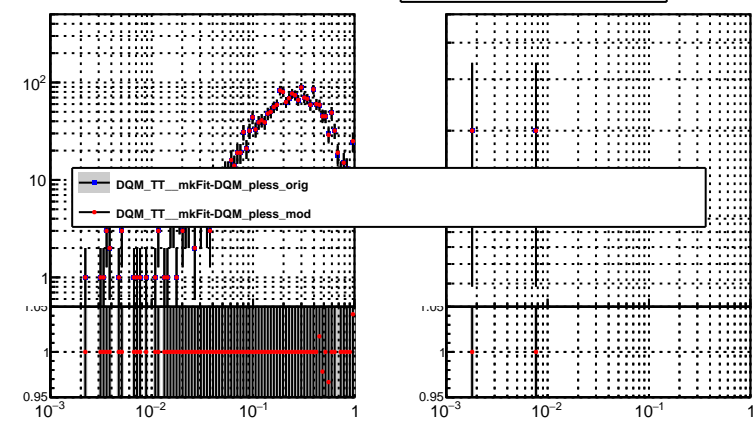 10²
10
1
DQM_TT__mkFit-DQM_pless_orig
DQM_TT__mkFit-DQM_pless_mod
1.05 1.05
1 1
0.95 0.95
10⁻³ 10⁻² 10⁻¹ 1 10⁻³ 10⁻² 10⁻¹ 1